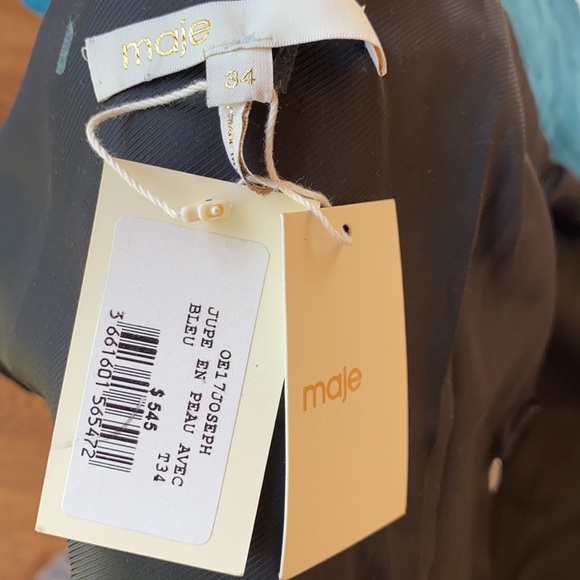 maje
34
OE17JOSEPH
JUPE EN PEAU AVEC
BLEU T34
$ 545
3661601565472
maje